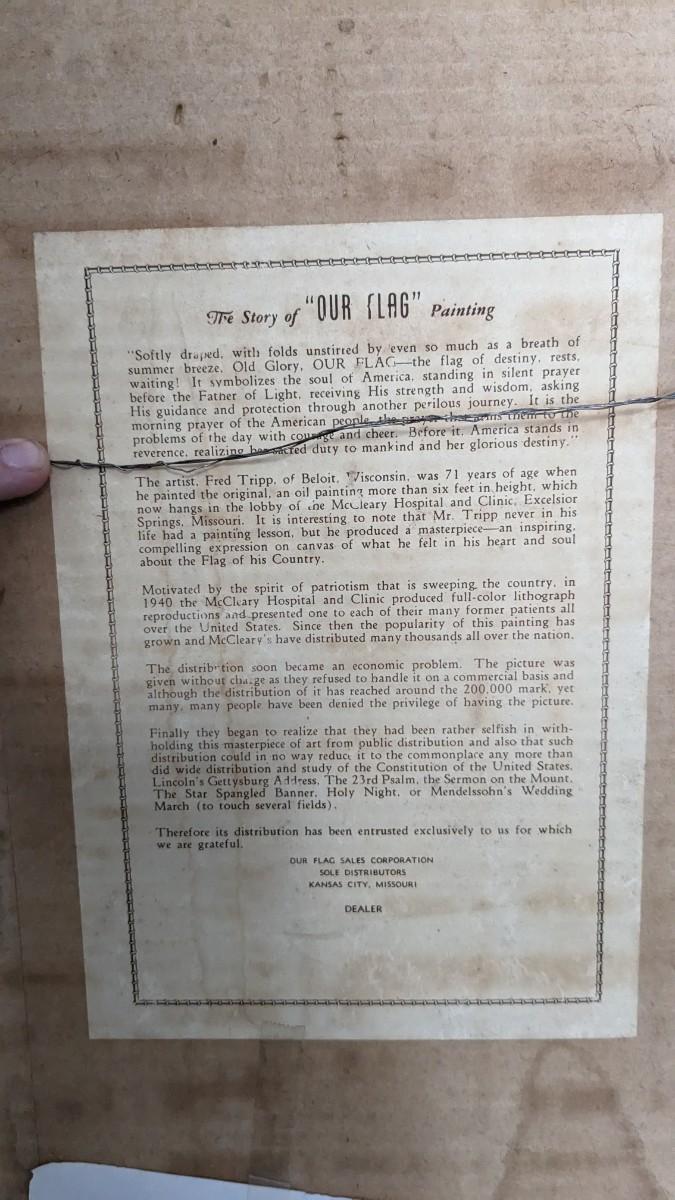 The Story of "OUR FLAG" Painting
"Softly draped, with folds unstirred by even so much as a breath of
summer breeze, Old Glory, OUR FLAG—the flag of destiny, rests,
waiting! It symbolizes the soul of America, standing in silent prayer
before the Father of Light, receiving His strength and wisdom, asking
His guidance and protection through another perilous journey. It is the
morning prayer of the American people, the prayer that arms them to the
problems of the day with courage and cheer. Before it, America stands in
reverence, realizing her sacred duty to mankind and her glorious destiny."
The artist, Fred Tripp, of Beloit, Wisconsin, was 71 years of age when
he painted the original, an oil painting more than six feet in height, which
now hangs in the lobby of the McCleary Hospital and Clinic, Excelsior
Springs, Missouri. It is interesting to note that Mr. Tripp never in his
life had a painting lesson, but he produced a masterpiece—an inspiring,
compelling expression on canvas of what he felt in his heart and soul
about the Flag of his Country.
Motivated by the spirit of patriotism that is sweeping the country, in
1940 the McCleary Hospital and Clinic produced full-color lithograph
reproductions and presented one to each of their many former patients all
over the United States. Since then the popularity of this painting has
grown and McCleary's have distributed many thousands all over the nation.
The distribution soon became an economic problem. The picture was
given without charge as they refused to handle it on a commercial basis and
although the distribution of it has reached around the 200,000 mark, yet
many, many people have been denied the privilege of having the picture.
Finally they began to realize that they had been rather selfish in with-
holding this masterpiece of art from public distribution and also that such
distribution could in no way reduce it to the commonplace any more than
did wide distribution and study of the Constitution of the United States,
Lincoln's Gettysburg Address, The 23rd Psalm, the Sermon on the Mount,
The Star Spangled Banner, Holy Night, or Mendelssohn's Wedding
March (to touch several fields).
Therefore its distribution has been entrusted exclusively to us for which
we are grateful.
OUR FLAG SALES CORPORATION
SOLE DISTRIBUTORS
KANSAS CITY, MISSOURI
DEALER